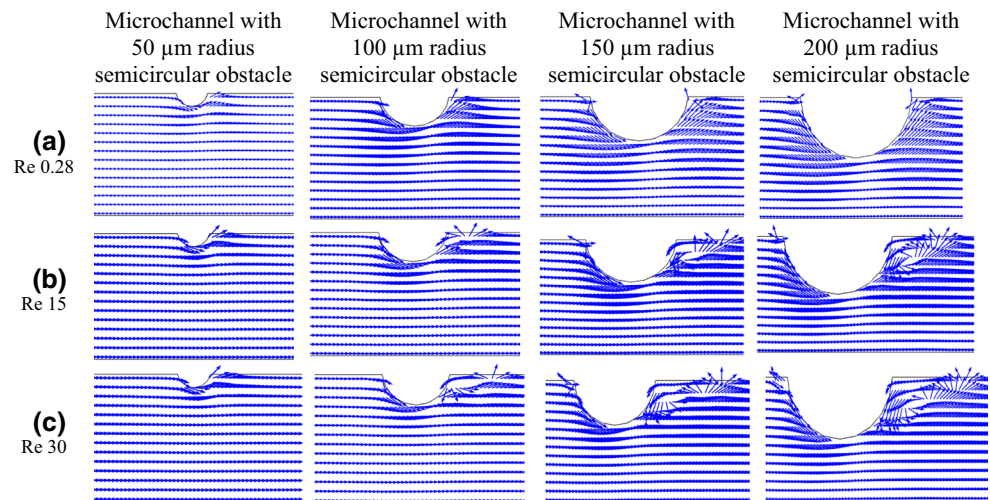 Microchannel with
50 µm radius
semicircular obstacle
Microchannel with
100 µm radius
semicircular obstacle
Microchannel with
150 µm radius
semicircular obstacle
Microchannel with
200 µm radius
semicircular obstacle
(a)
Re 0.28
(b)
Re 15
(c)
Re 30